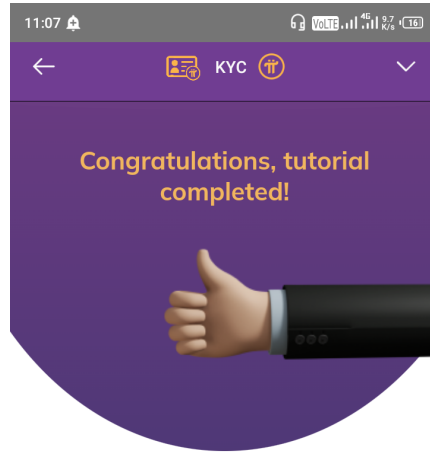 11:07 VoLTE 4G 9.7 K/s 16
KYC
Congratulations, tutorial
completed!